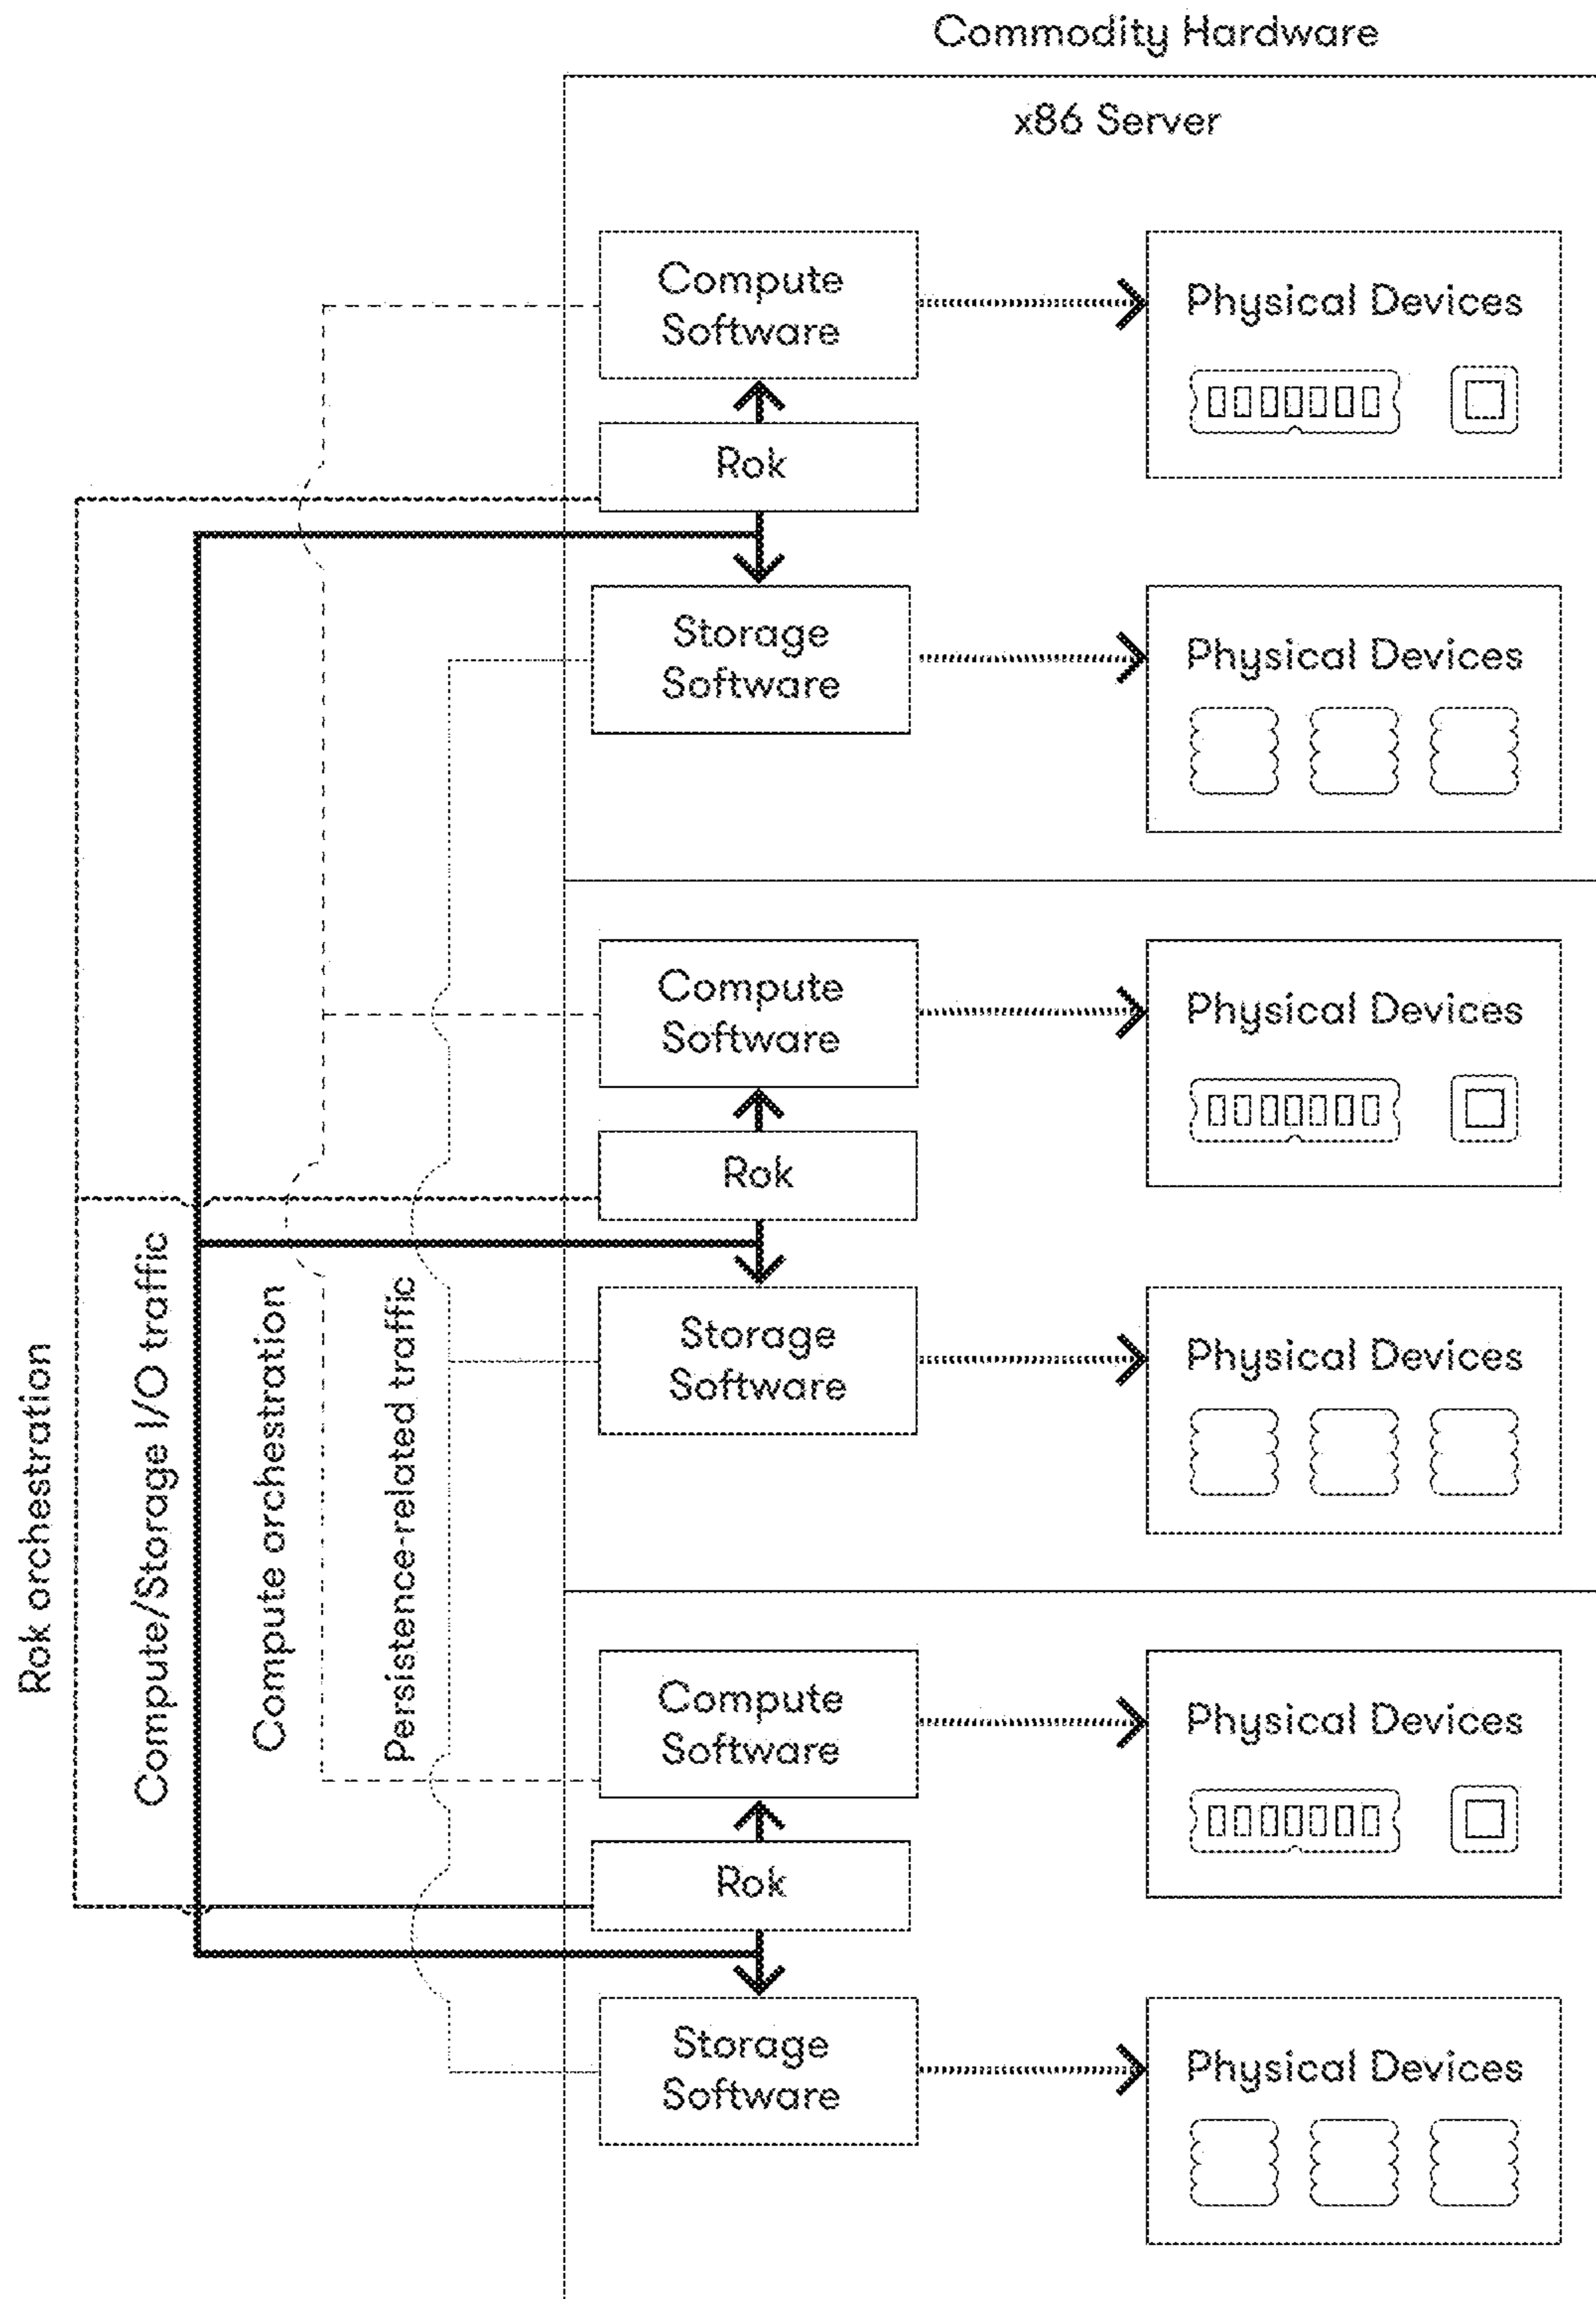 Commodity Hardware
x86 Server
Compute
Software
Physical Devices
Rok
Storage
Software
Physical Devices
Compute
Software
Physical Devices
Rok
Storage
Software
Physical Devices
Compute
Software
Physical Devices
Rok
Storage
Software
Physical Devices
Rok orchestration
Compute/Storage I/O traffic
Compute orchestration
Persistence-related traffic